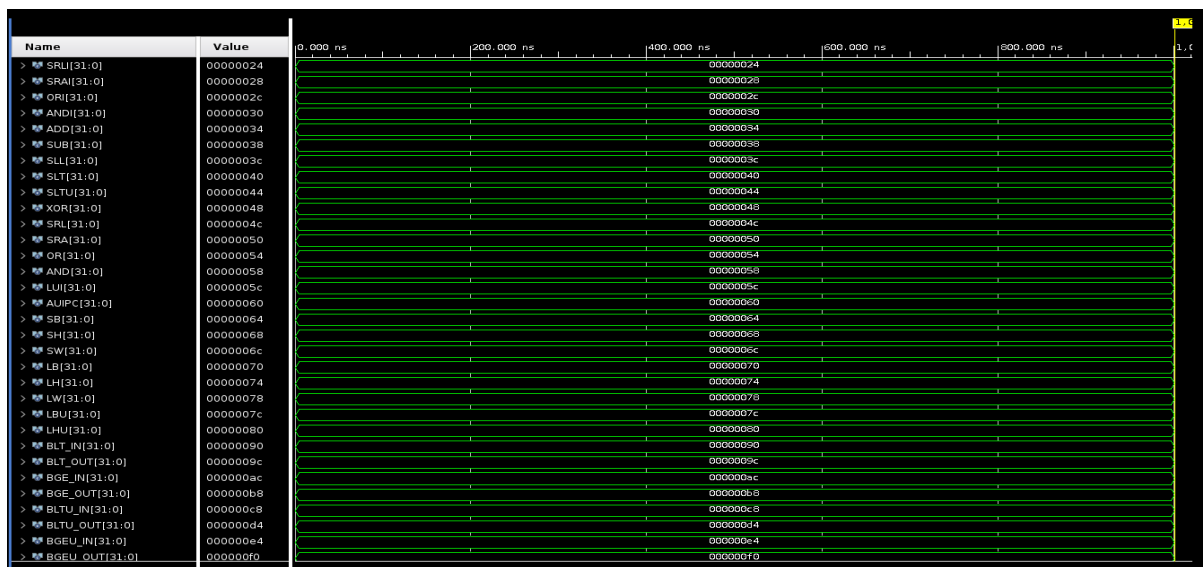 1,0
Name Value 0.000 ns 200.000 ns 400.000 ns 600.000 ns 800.000 ns 1,0
> SRLI[31:0] 00000024 00000024
> SRAI[31:0] 00000028 00000028
> ORI[31:0] 0000002c 0000002c
> ANDI[31:0] 00000030 00000030
> ADD[31:0] 00000034 00000034
> SUB[31:0] 00000038 00000038
> SLL[31:0] 0000003c 0000003c
> SLT[31:0] 00000040 00000040
> SLTU[31:0] 00000044 00000044
> XOR[31:0] 00000048 00000048
> SRL[31:0] 0000004c 0000004c
> SRA[31:0] 00000050 00000050
> OR[31:0] 00000054 00000054
> AND[31:0] 00000058 00000058
> LUI[31:0] 0000005c 0000005c
> AUIPC[31:0] 00000060 00000060
> SB[31:0] 00000064 00000064
> SH[31:0] 00000068 00000068
> SW[31:0] 0000006c 0000006c
> LB[31:0] 00000070 00000070
> LH[31:0] 00000074 00000074
> LW[31:0] 00000078 00000078
> LBU[31:0] 0000007c 0000007c
> LHU[31:0] 00000080 00000080
> BLT_IN[31:0] 00000090 00000090
> BLT_OUT[31:0] 0000009c 0000009c
> BGE_IN[31:0] 000000ac 000000ac
> BGE_OUT[31:0] 000000b8 000000b8
> BLTU_IN[31:0] 000000c8 000000c8
> BLTU_OUT[31:0] 000000d4 000000d4
> BGEU_IN[31:0] 000000e4 000000e4
> BGEU_OUT[31:0] 000000f0 000000f0